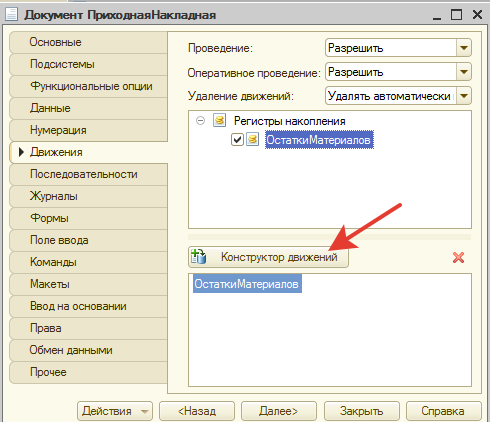 Документ ПриходнаяНакладная
Основные
Подсистемы
Функциональные опции
Данные
Нумерация
Движения
Последовательности
Журналы
Формы
Поле ввода
Команды
Макеты
Ввод на основании
Права
Обмен данными
Прочее
Проведение: Разрешить
Оперативное проведение: Разрешить
Удаление движений: Удалять автоматически
Регистры накопления
ОстаткиМатериалов
Конструктор движений
ОстаткиМатериалов
Действия <Назад Далее> Закрыть Справка